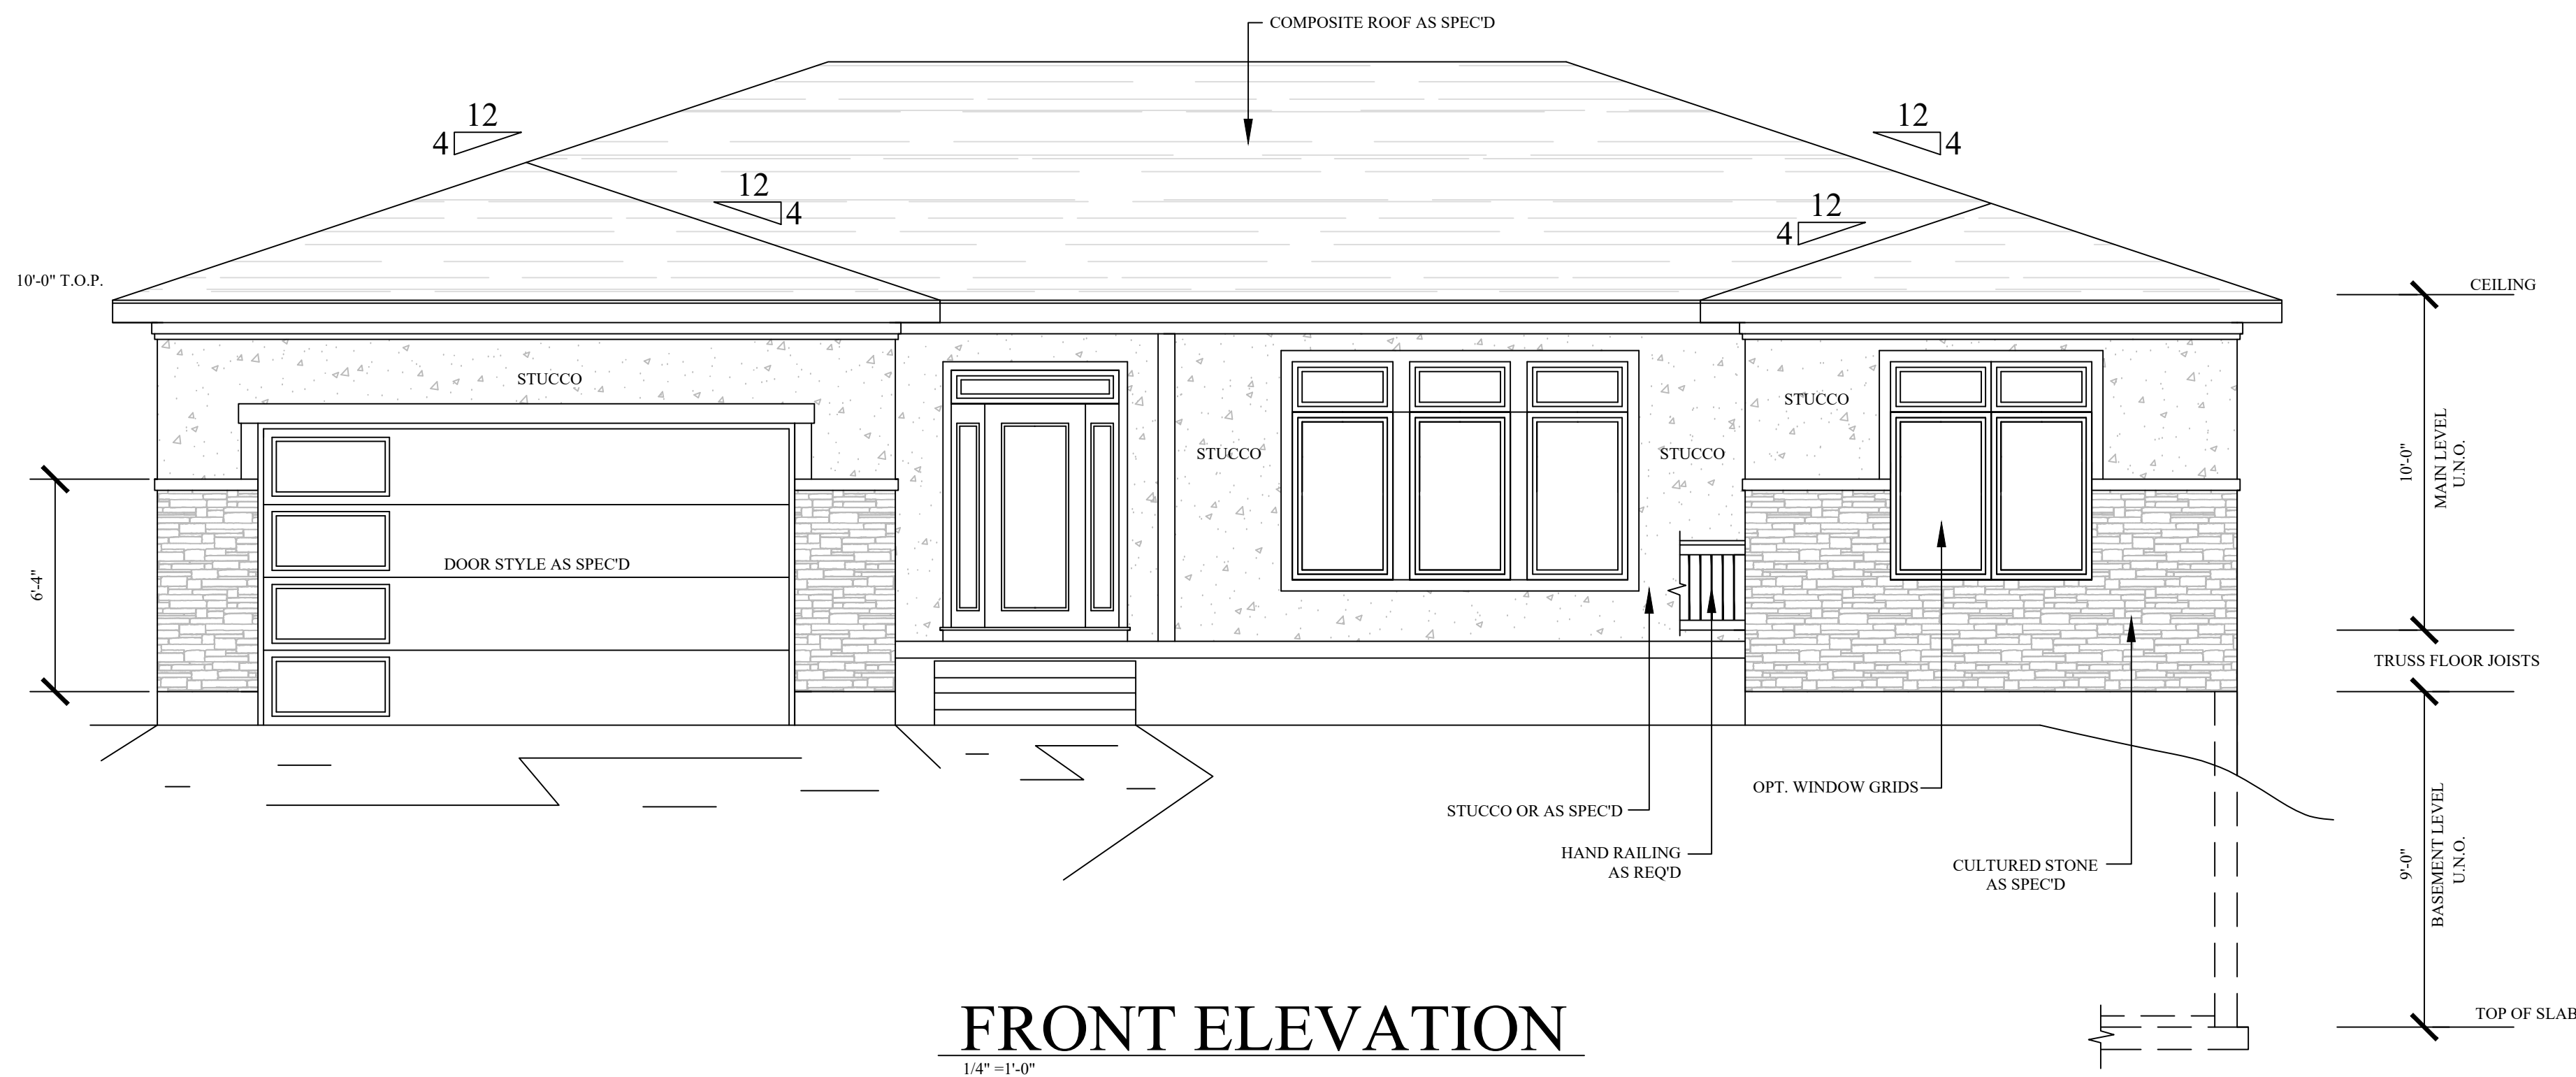 COMPOSITE ROOF AS SPEC'D
12
4
12
4
12
4
12
4
10'-0" T.O.P.
CEILING
STUCCO
STUCCO
STUCCO
STUCCO
10'-0"
MAIN LEVEL
U.N.O.
6'-4"
DOOR STYLE AS SPEC'D
TRUSS FLOOR JOISTS
OPT. WINDOW GRIDS
STUCCO OR AS SPEC'D
HAND RAILING
AS REQ'D
CULTURED STONE
AS SPEC'D
9'-0"
BASEMENT LEVEL
U.N.O.
TOP OF SLAB
FRONT ELEVATION
1/4" =1'-0"